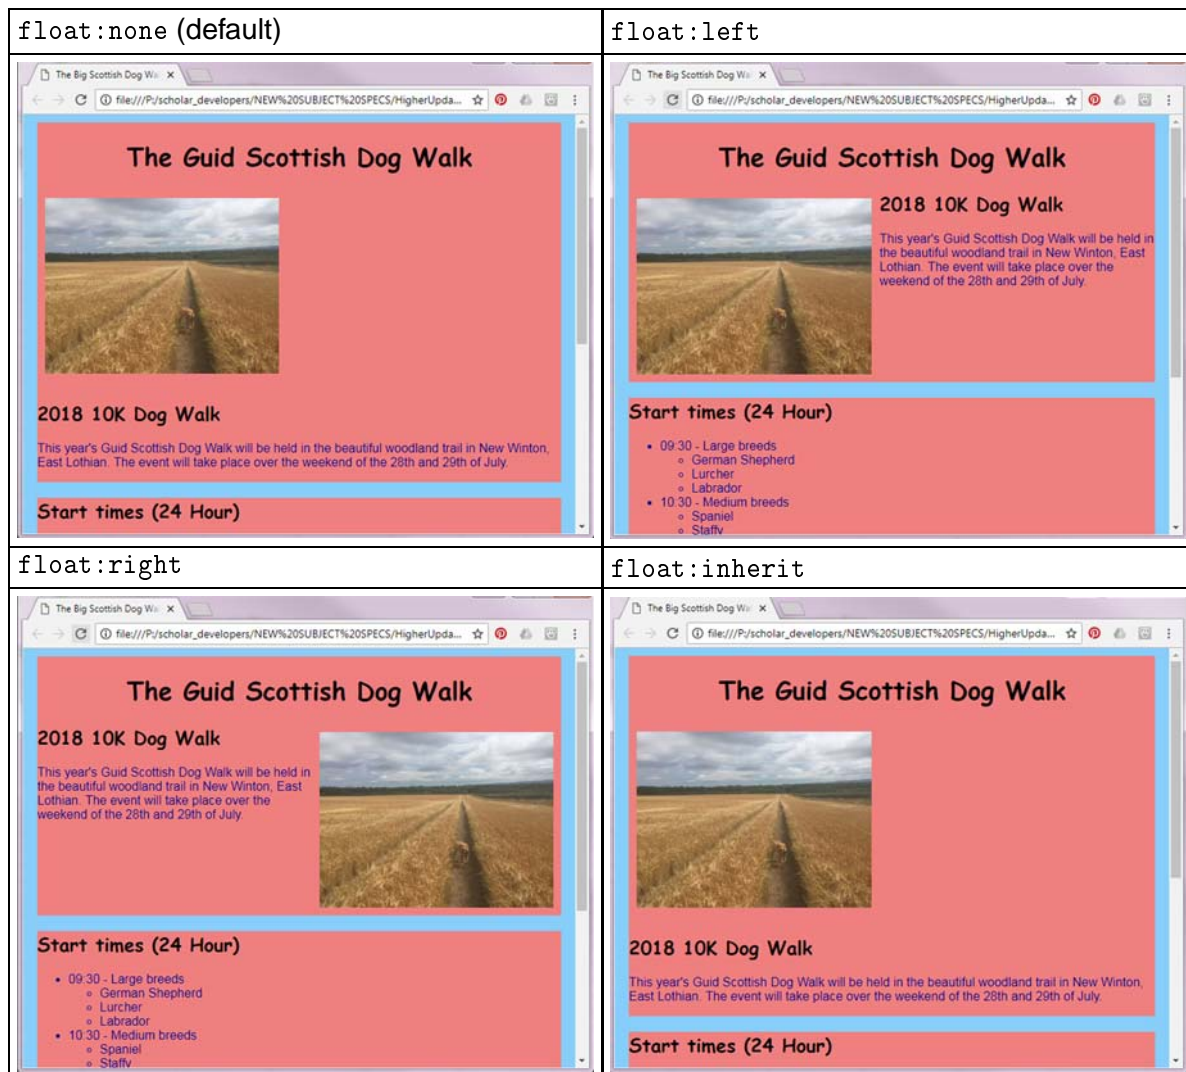 float:none (default)
The Big Scottish Dog Wa
file:///P:/scholar_developers/NEW%20SUBJECT%20SPECS/HigherUpda...
The Guid Scottish Dog Walk
2018 10K Dog Walk
This year's Guid Scottish Dog Walk will be held in the beautiful woodland trail in New Winton,
East Lothian. The event will take place over the weekend of the 28th and 29th of July.
Start times (24 Hour)
float:left
The Big Scottish Dog Wa
file:///P:/scholar_developers/NEW%20SUBJECT%20SPECS/HigherUpda...
The Guid Scottish Dog Walk
2018 10K Dog Walk
This year's Guid Scottish Dog Walk will be held in
the beautiful woodland trail in New Winton, East
Lothian. The event will take place over the
weekend of the 28th and 29th of July.
Start times (24 Hour)
• 09:30 - Large breeds
◦ German Shepherd
◦ Lurcher
◦ Labrador
• 10:30 - Medium breeds
◦ Spaniel
◦ Staffy
float:right
The Big Scottish Dog Wa
file:///P:/scholar_developers/NEW%20SUBJECT%20SPECS/HigherUpda...
The Guid Scottish Dog Walk
2018 10K Dog Walk
This year's Guid Scottish Dog Walk will be held in
the beautiful woodland trail in New Winton, East
Lothian. The event will take place over the
weekend of the 28th and 29th of July.
Start times (24 Hour)
• 09:30 - Large breeds
◦ German Shepherd
◦ Lurcher
◦ Labrador
• 10:30 - Medium breeds
◦ Spaniel
◦ Staffy
float:inherit
The Big Scottish Dog Wa
file:///P:/scholar_developers/NEW%20SUBJECT%20SPECS/HigherUpda...
The Guid Scottish Dog Walk
2018 10K Dog Walk
This year's Guid Scottish Dog Walk will be held in the beautiful woodland trail in New Winton,
East Lothian. The event will take place over the weekend of the 28th and 29th of July.
Start times (24 Hour)